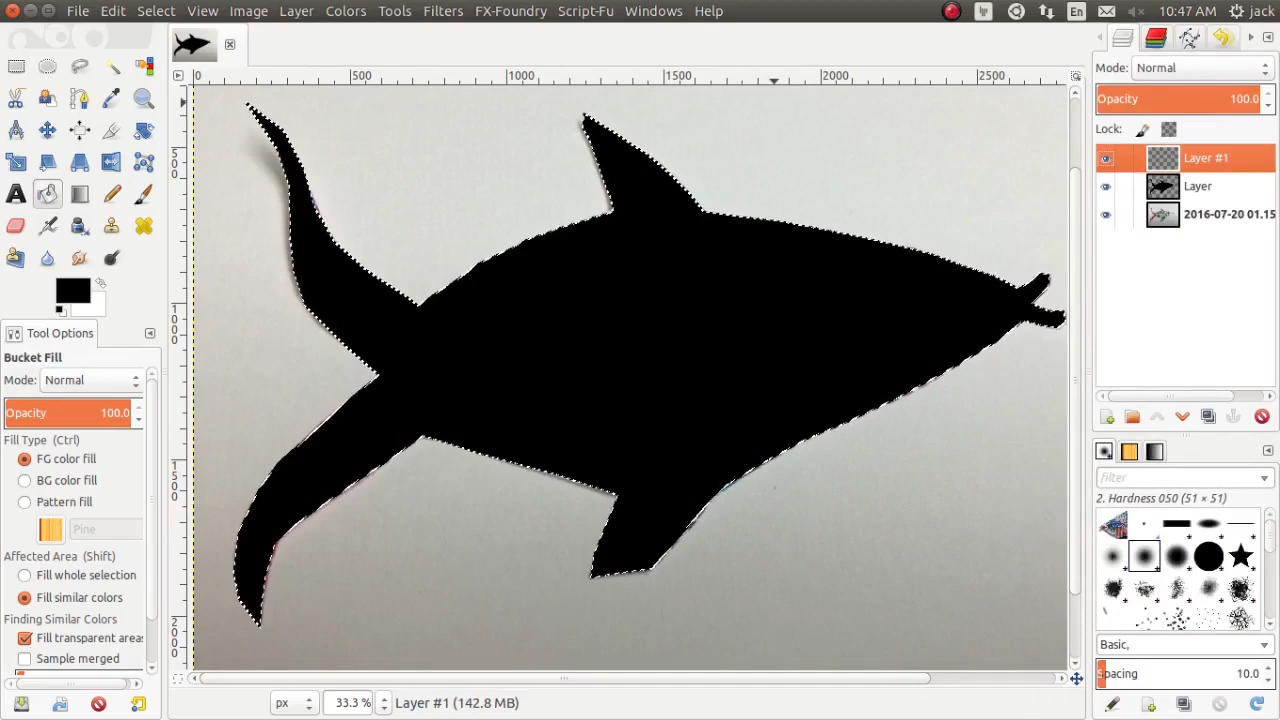 File Edit Select View Image Layer Colors Tools Filters FX-Foundry Script-Fu Windows Help
En 10:47 AM jack
0 500 1000 1500 2000 2500
500
1000
1500
2000
Tool Options
Bucket Fill
Mode: Normal
Opacity 100.0
Fill Type (Ctrl)
FG color fill
BG color fill
Pattern fill
Pine
Affected Area (Shift)
Fill whole selection
Fill similar colors
Finding Similar Colors
Fill transparent areas
Sample merged
px 33.3 % Layer #1 (142.8 MB)
Mode: Normal
Opacity 100.0
Lock:
Layer #1
Layer
2016-07-20 01.15
filter
2. Hardness 050 (51 × 51)
Basic,
Spacing 10.0